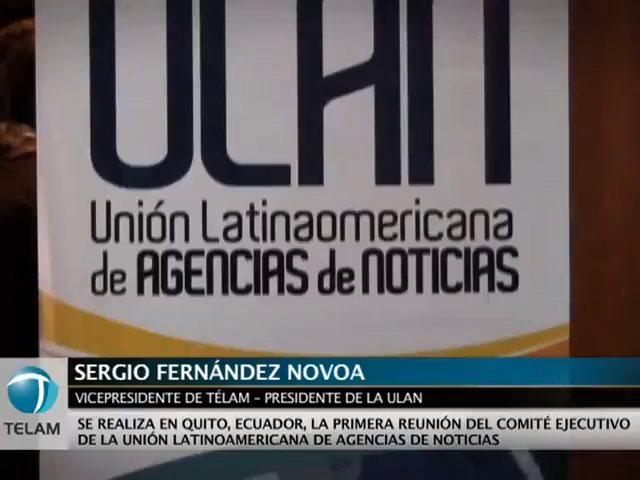 ULAN
Unión Latinaomericana
de AGENCIAS de NOTICIAS
SERGIO FERNÁNDEZ NOVOA
VICEPRESIDENTE DE TÉLAM – PRESIDENTE DE LA ULAN
TELAM
SE REALIZA EN QUITO, ECUADOR, LA PRIMERA REUNIÓN DEL COMITÉ EJECUTIVO
DE LA UNIÓN LATINOAMERICANA DE AGENCIAS DE NOTICIAS